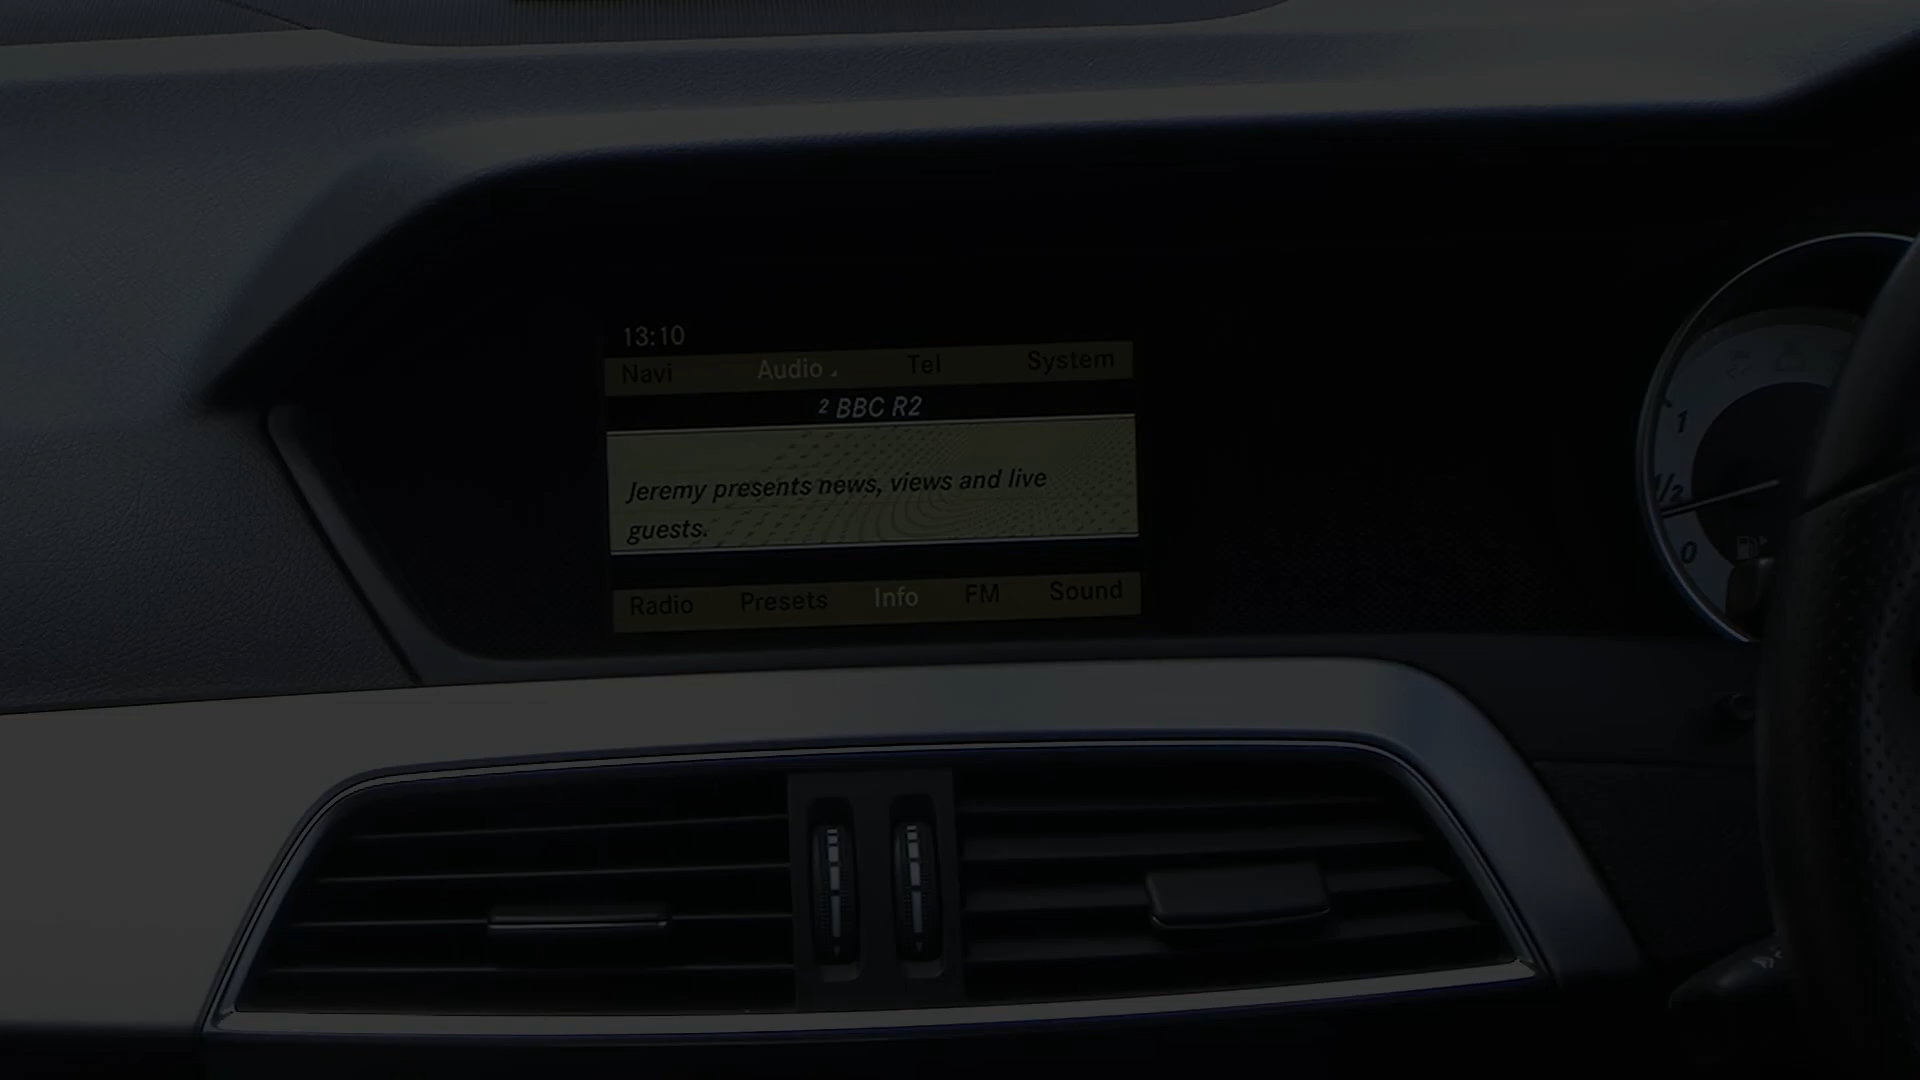 13:10
Navi Audio Tel System
2 BBC R2
Jeremy presents news, views and live
guests.
Radio Presets Info FM Sound
1
1/2
0